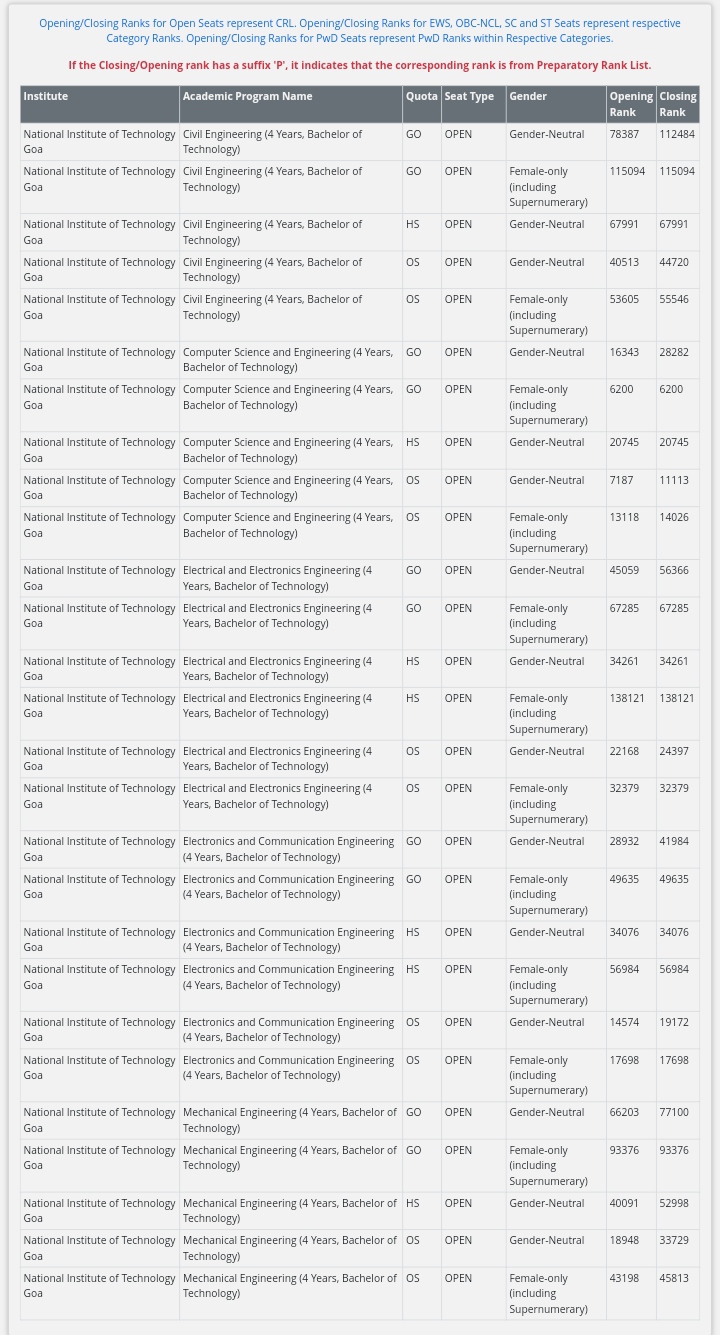 Opening/Closing Ranks for Open Seats represent CRL. Opening/Closing Ranks for EWS, OBC-NCL, SC and ST Seats represent respective
Category Ranks. Opening/Closing Ranks for PwD Seats represent PwD Ranks within Respective Categories.
If the Closing/Opening rank has a suffix 'P', it indicates that the corresponding rank is from Preparatory Rank List.
Institute Academic Program Name Quota Seat Type Gender Opening Closing
Rank Rank
National Institute of Technology Civil Engineering (4 Years, Bachelor of GO OPEN Gender-Neutral 78387 112484
Goa Technology)
National Institute of Technology Civil Engineering (4 Years, Bachelor of GO OPEN Female-only 115094 115094
Goa Technology) (including
Supernumerary)
National Institute of Technology Civil Engineering (4 Years, Bachelor of HS OPEN Gender-Neutral 67991 67991
Goa Technology)
National Institute of Technology Civil Engineering (4 Years, Bachelor of OS OPEN Gender-Neutral 40513 44720
Goa Technology)
National Institute of Technology Civil Engineering (4 Years, Bachelor of OS OPEN Female-only 53605 55546
Goa Technology) (including
Supernumerary)
National Institute of Technology Computer Science and Engineering (4 Years, GO OPEN Gender-Neutral 16343 28282
Goa Bachelor of Technology)
National Institute of Technology Computer Science and Engineering (4 Years, GO OPEN Female-only 6200 6200
Goa Bachelor of Technology) (including
Supernumerary)
National Institute of Technology Computer Science and Engineering (4 Years, HS OPEN Gender-Neutral 20745 20745
Goa Bachelor of Technology)
National Institute of Technology Computer Science and Engineering (4 Years, OS OPEN Gender-Neutral 7187 11113
Goa Bachelor of Technology)
National Institute of Technology Computer Science and Engineering (4 Years, OS OPEN Female-only 13118 14026
Goa Bachelor of Technology) (including
Supernumerary)
National Institute of Technology Electrical and Electronics Engineering (4 GO OPEN Gender-Neutral 45059 56366
Goa Years, Bachelor of Technology)
National Institute of Technology Electrical and Electronics Engineering (4 GO OPEN Female-only 67285 67285
Goa Years, Bachelor of Technology) (including
Supernumerary)
National Institute of Technology Electrical and Electronics Engineering (4 HS OPEN Gender-Neutral 34261 34261
Goa Years, Bachelor of Technology)
National Institute of Technology Electrical and Electronics Engineering (4 HS OPEN Female-only 138121 138121
Goa Years, Bachelor of Technology) (including
Supernumerary)
National Institute of Technology Electrical and Electronics Engineering (4 OS OPEN Gender-Neutral 22168 24397
Goa Years, Bachelor of Technology)
National Institute of Technology Electrical and Electronics Engineering (4 OS OPEN Female-only 32379 32379
Goa Years, Bachelor of Technology) (including
Supernumerary)
National Institute of Technology Electronics and Communication Engineering GO OPEN Gender-Neutral 28932 41984
Goa (4 Years, Bachelor of Technology)
National Institute of Technology Electronics and Communication Engineering GO OPEN Female-only 49635 49635
Goa (4 Years, Bachelor of Technology) (including
Supernumerary)
National Institute of Technology Electronics and Communication Engineering HS OPEN Gender-Neutral 34076 34076
Goa (4 Years, Bachelor of Technology)
National Institute of Technology Electronics and Communication Engineering HS OPEN Female-only 56984 56984
Goa (4 Years, Bachelor of Technology) (including
Supernumerary)
National Institute of Technology Electronics and Communication Engineering OS OPEN Gender-Neutral 14574 19172
Goa (4 Years, Bachelor of Technology)
National Institute of Technology Electronics and Communication Engineering OS OPEN Female-only 17698 17698
Goa (4 Years, Bachelor of Technology) (including
Supernumerary)
National Institute of Technology Mechanical Engineering (4 Years, Bachelor of GO OPEN Gender-Neutral 66203 77100
Goa Technology)
National Institute of Technology Mechanical Engineering (4 Years, Bachelor of GO OPEN Female-only 93376 93376
Goa Technology) (including
Supernumerary)
National Institute of Technology Mechanical Engineering (4 Years, Bachelor of HS OPEN Gender-Neutral 40091 52998
Goa Technology)
National Institute of Technology Mechanical Engineering (4 Years, Bachelor of OS OPEN Gender-Neutral 18948 33729
Goa Technology)
National Institute of Technology Mechanical Engineering (4 Years, Bachelor of OS OPEN Female-only 43198 45813
Goa Technology) (including
Supernumerary)